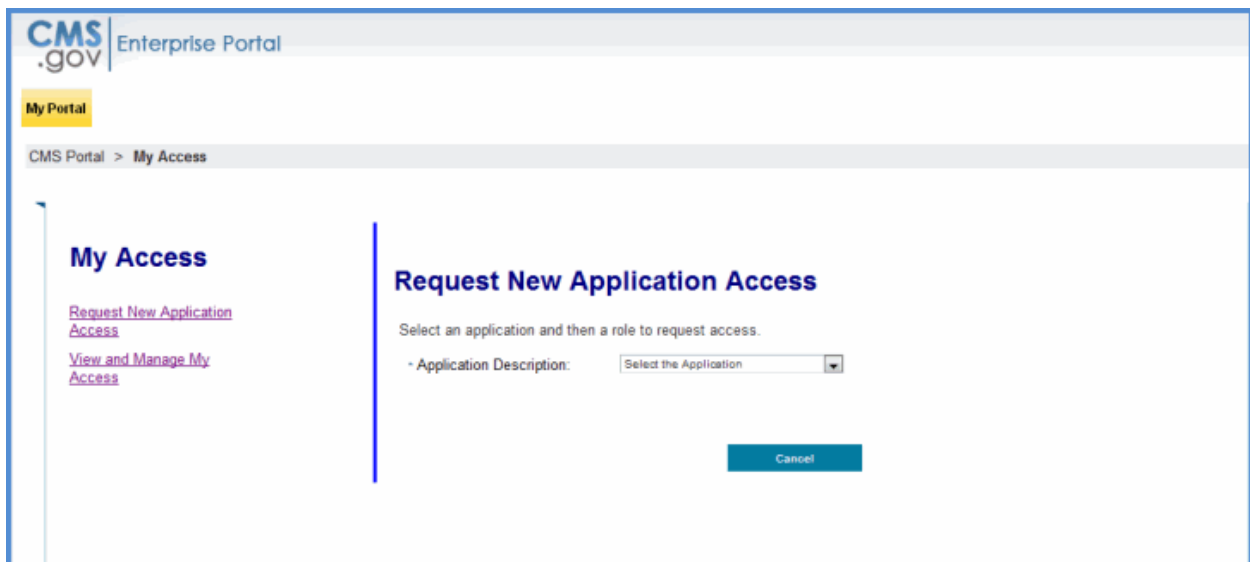 CMS
.gov
Enterprise Portal
My Portal
CMS Portal > My Access
My Access
Request New Application
Access
View and Manage My
Access
Request New Application Access
Select an application and then a role to request access.
* Application Description: Select the Application
Cancel